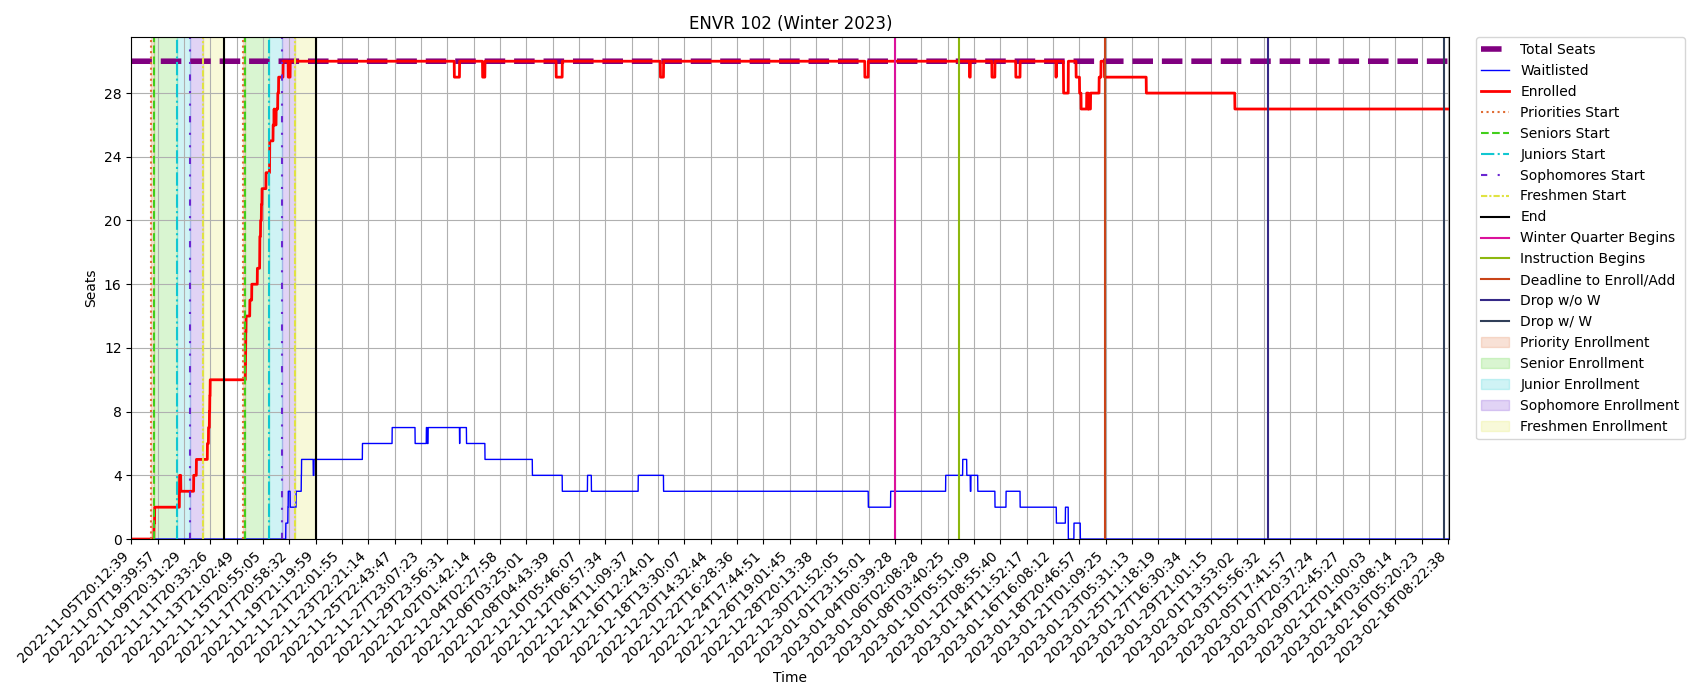 ENVR 102 (Winter 2023)
Seats
28
24
20
16
12
8
4
0
2022-11-05T20:12:39
2022-11-07T19:39:57
2022-11-09T20:31:29
2022-11-11T20:33:26
2022-11-13T21:02:49
2022-11-15T20:55:05
2022-11-17T20:58:32
2022-11-19T21:19:59
2022-11-21T22:01:55
2022-11-23T22:21:14
2022-11-25T22:43:47
2022-11-27T23:07:23
2022-11-29T23:56:31
2022-12-02T01:42:14
2022-12-04T02:27:58
2022-12-06T03:25:01
2022-12-08T04:43:39
2022-12-10T05:46:07
2022-12-12T06:57:34
2022-12-14T11:09:37
2022-12-16T12:24:01
2022-12-18T13:30:07
2022-12-20T14:32:44
2022-12-22T16:28:36
2022-12-24T17:44:51
2022-12-26T19:01:45
2022-12-28T20:13:38
2022-12-30T21:52:05
2023-01-01T23:15:01
2023-01-04T00:39:28
2023-01-06T02:08:28
2023-01-08T03:40:25
2023-01-10T05:51:09
2023-01-12T08:55:40
2023-01-14T11:52:17
2023-01-16T16:08:12
2023-01-18T20:46:57
2023-01-21T01:09:25
2023-01-23T05:31:13
2023-01-25T11:18:19
2023-01-27T16:30:34
2023-01-29T21:01:15
2023-02-01T13:53:02
2023-02-03T15:56:32
2023-02-05T17:41:57
2023-02-07T20:37:24
2023-02-09T22:45:27
2023-02-12T01:00:03
2023-02-14T03:08:14
2023-02-16T05:20:23
2023-02-18T08:22:38
Time
Total Seats
Waitlisted
Enrolled
Priorities Start
Seniors Start
Juniors Start
Sophomores Start
Freshmen Start
End
Winter Quarter Begins
Instruction Begins
Deadline to Enroll/Add
Drop w/o W
Drop w/ W
Priority Enrollment
Senior Enrollment
Junior Enrollment
Sophomore Enrollment
Freshmen Enrollment